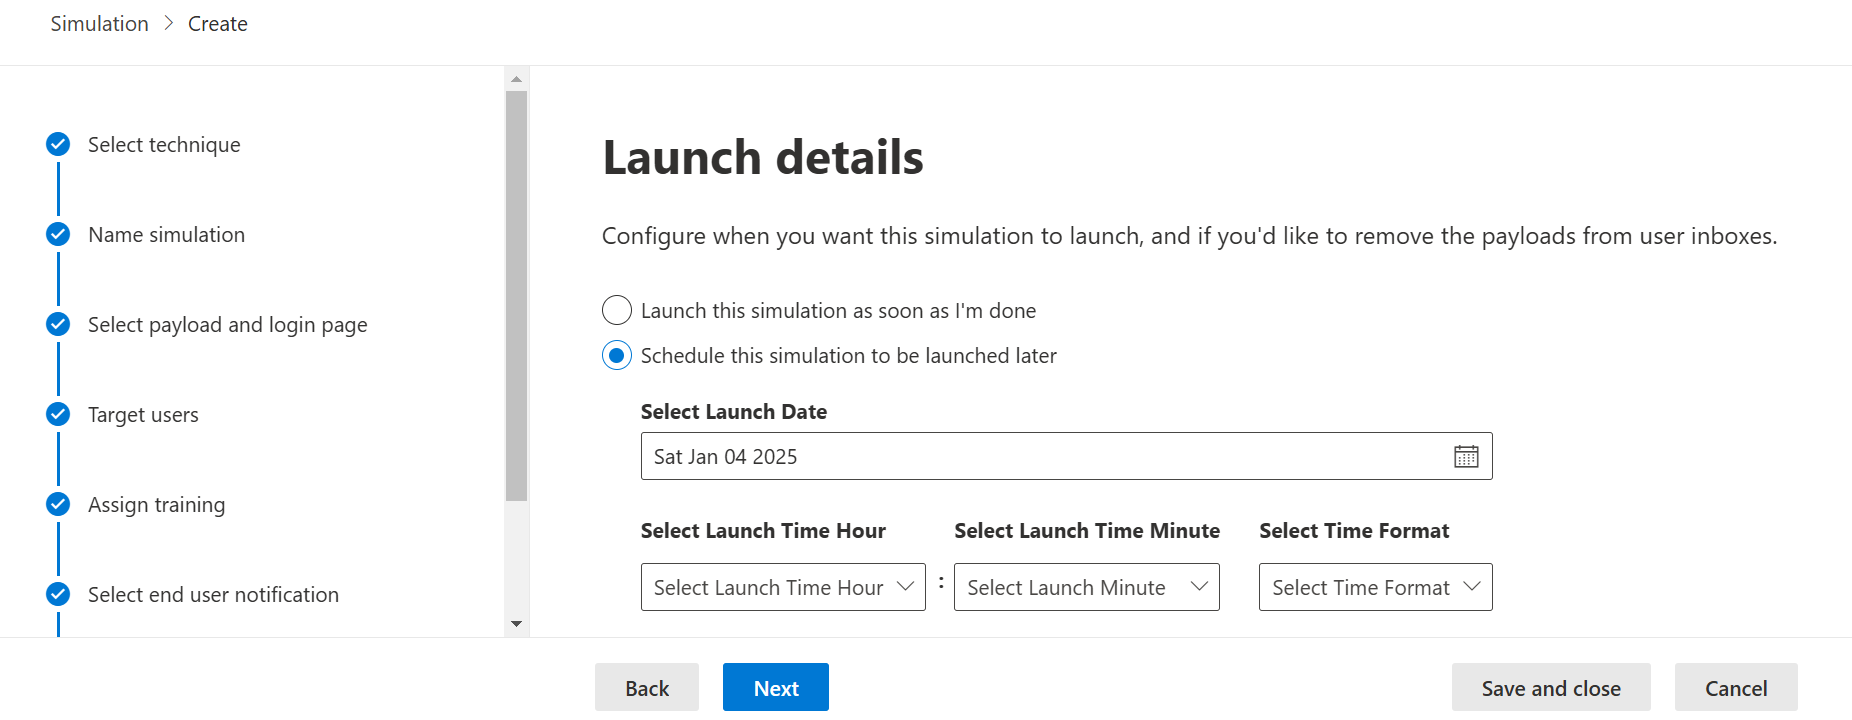 Simulation > Create
Select technique
Name simulation
Select payload and login page
Target users
Assign training
Select end user notification
Launch details
Configure when you want this simulation to launch, and if you'd like to remove the payloads from user inboxes.
Launch this simulation as soon as I'm done
Schedule this simulation to be launched later
Select Launch Date
Sat Jan 04 2025
Select Launch Time Hour Select Launch Time Minute Select Time Format
Select Launch Time Hour : Select Launch Minute Select Time Format
Back Next Save and close Cancel